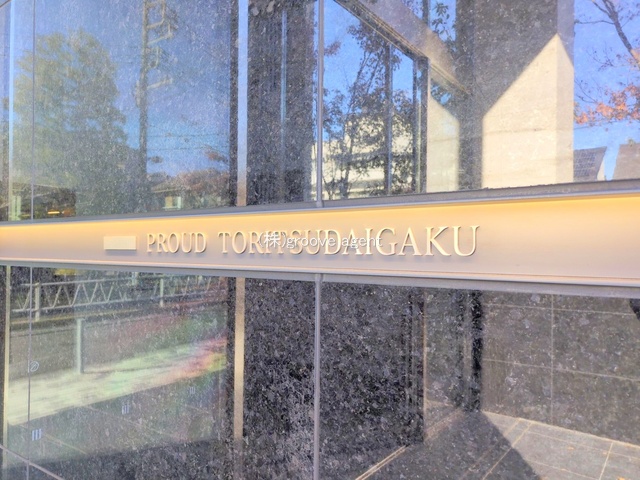 PROUD TORITSUDAIGAKU
(株)groove agent